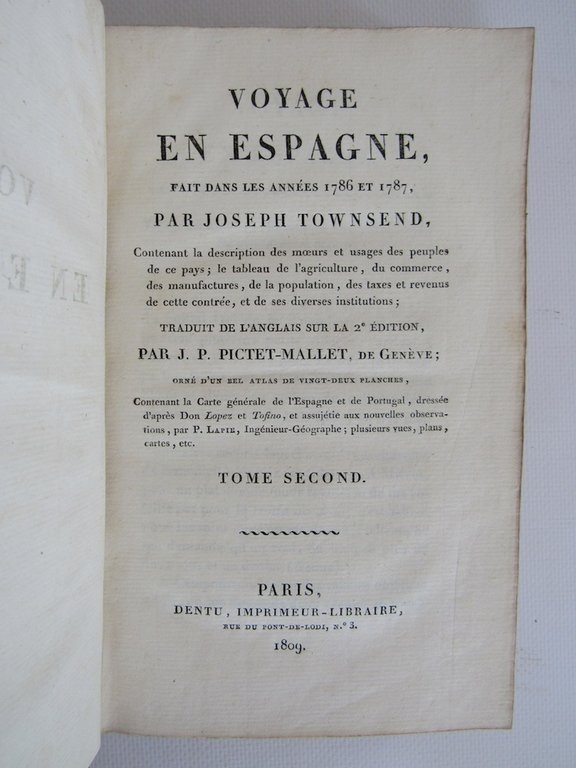 VOYAGE
EN ESPAGNE,
FAIT DANS LES ANNÉES 1786 ET 1787,
PAR JOSEPH TOWNSEND,
Contenant la description des mœurs et usages des peuples
de ce pays; le tableau de l'agriculture, du commerce,
des manufactures, de la population, des taxes et revenus
de cette contrée, et de ses diverses institutions;
TRADUIT DE L'ANGLAIS SUR LA 2e ÉDITION,
PAR J. P. PICTET-MALLET, DE GENÈVE;
ORNÉ D'UN BEL ATLAS DE VINGT-DEUX PLANCHES,
Contenant la Carte générale de l'Espagne et de Portugal, dressée
d'après Don Lopez et Tofino, et assujétie aux nouvelles observa-
tions, par P. LAPIE, Ingénieur-Géographe; plusieurs vues, plans,
cartes, etc.
TOME SECOND.
PARIS,
DENTU, IMPRIMEUR-LIBRAIRE,
RUE DU PONT-DE-LODI, N.º 3.
1809.